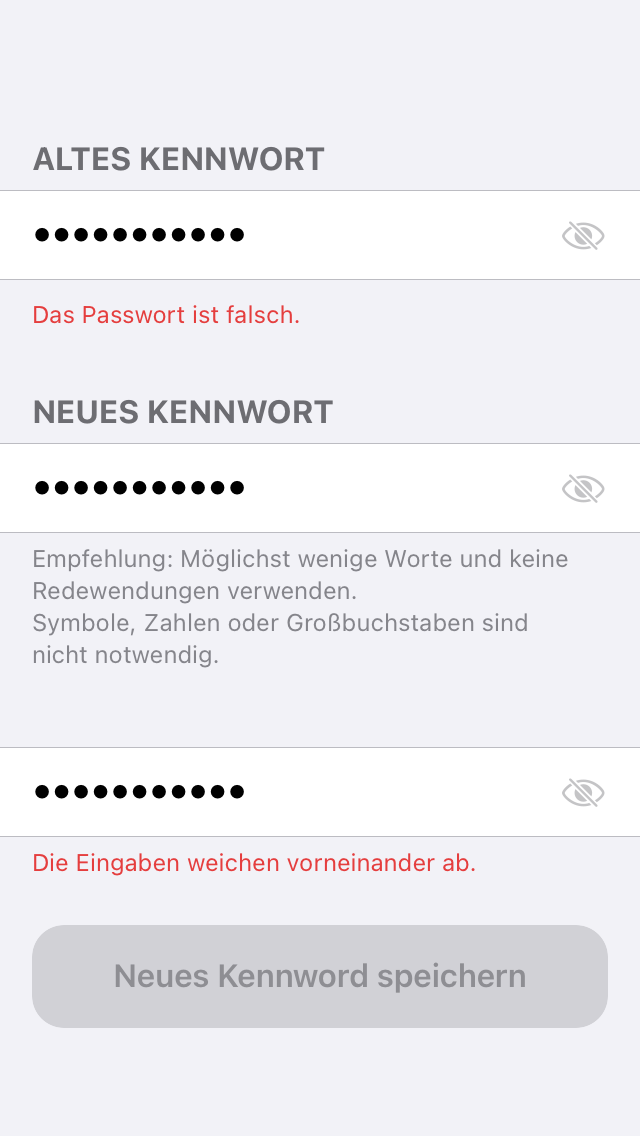 ALTES KENNWORT
•••••••••••
Das Passwort ist falsch.
NEUES KENNWORT
•••••••••••
Empfehlung: Möglichst wenige Worte und keine
Redewendungen verwenden.
Symbole, Zahlen oder Großbuchstaben sind
nicht notwendig.
•••••••••••
Die Eingaben weichen vorneinander ab.
Neues Kennword speichern